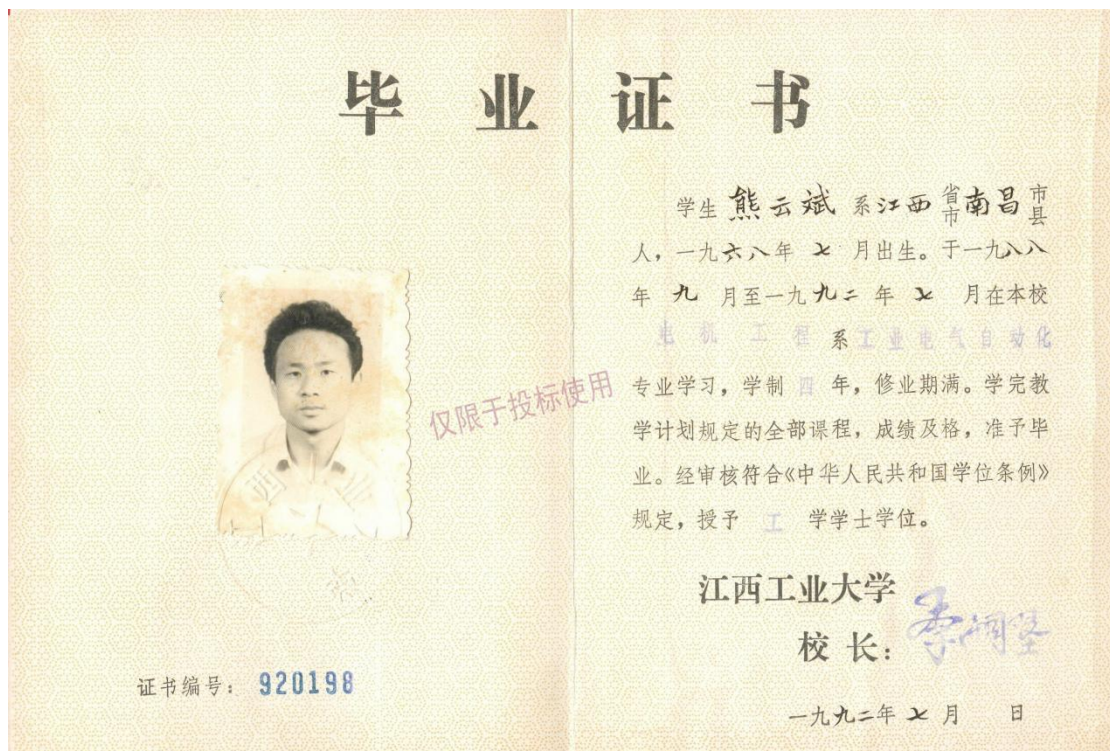 毕业证书
学生 熊云斌 系江西省市南昌市县
人，一九六八年 七 月出生。于一九八八
年 九 月至一九九二 年 七 月在本校
电机工程 系工业电气自动化
专业学习，学制 四 年，修业期满。学完教
学计划规定的全部课程，成绩及格，准予毕
业。经审核符合《中华人民共和国学位条例》
规定，授予 工 学学士学位。
江西工业大学
校长：
一九九二年 七 月 日
证书编号：920198
仅限于投标使用
西 业